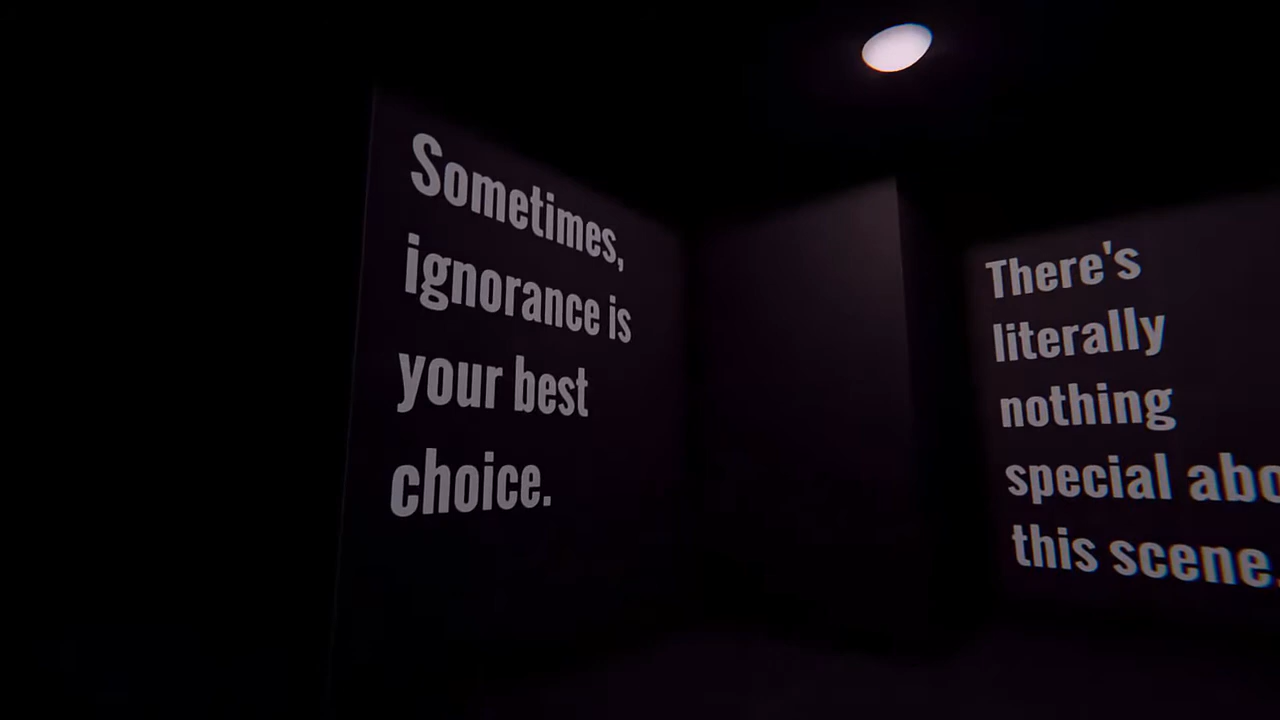 Sometimes,
ignorance is
your best
choice.
There's
literally
nothing
special
this scene.